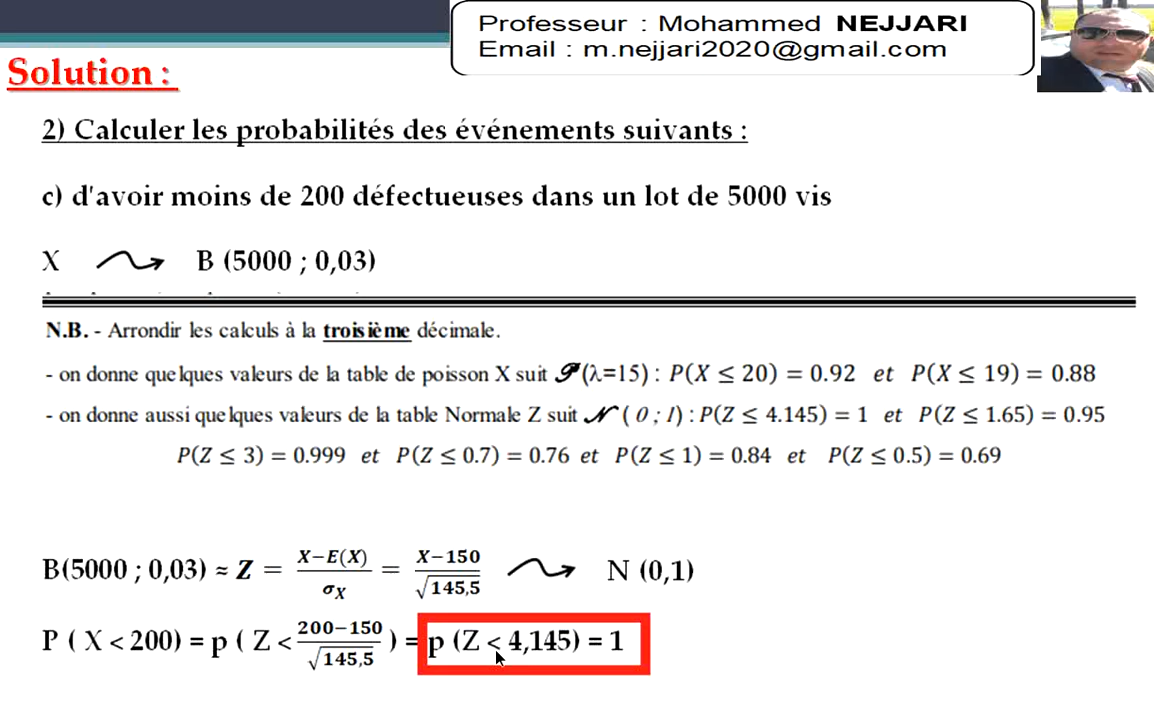 Professeur : Mohammed NEJJARI
Email : m.nejjari2020@gmail.com
Solution :
2) Calculer les probabilités des événements suivants :
c) d'avoir moins de 200 défectueuses dans un lot de 5000 vis
X ⤳ B (5000 ; 0,03)
N.B. - Arrondir les calculs à la troisième décimale.
- on donne quelques valeurs de la table de poisson X suit 𝒫(λ=15) : P(X ≤ 20) = 0.92 et P(X ≤ 19) = 0.88
- on donne aussi quelques valeurs de la table Normale Z suit 𝒩 ( 0 ; 1) : P(Z ≤ 4.145) = 1 et P(Z ≤ 1.65) = 0.95
P(Z ≤ 3) = 0.999 et P(Z ≤ 0.7) = 0.76 et P(Z ≤ 1) = 0.84 et P(Z ≤ 0.5) = 0.69
B(5000 ; 0,03) ≈ Z = (X−E(X))/σX = (X−150)/√145,5 ⤳ N (0,1)
P ( X < 200) = p ( Z < (200−150)/√145,5 ) = p (Z < 4,145) = 1